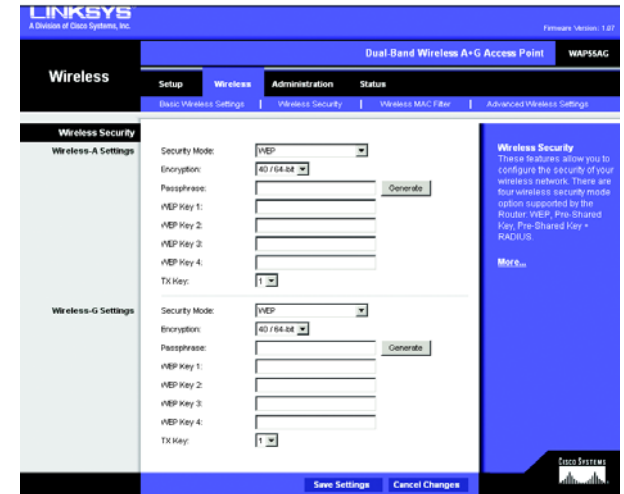 LINKSYS
A Division of Cisco Systems, Inc.
Firmware Version: 1.07
Dual-Band Wireless A+G Access Point WAP55AG
Wireless
Setup Wireless Administration Status
Basic Wireless Settings | Wireless Security | Wireless MAC Filter | Advanced Wireless Settings
Wireless Security
Wireless-A Settings
Security Mode: WEP
Encryption: 40 / 64-bit
Passphrase: Generate
WEP Key 1:
WEP Key 2:
WEP Key 3:
WEP Key 4:
TX Key: 1
Wireless-G Settings
Security Mode: WEP
Encryption: 40 / 64-bit
Passphrase: Generate
WEP Key 1:
WEP Key 2:
WEP Key 3:
WEP Key 4:
TX Key: 1
Wireless Security
These features allow you to
configure the security of your
wireless network. There are
four wireless security mode
option supported by the
Router: WEP, Pre-Shared
Key, Pre-Shared Key +
RADIUS.
More...
Save Settings Cancel Changes
CISCO SYSTEMS